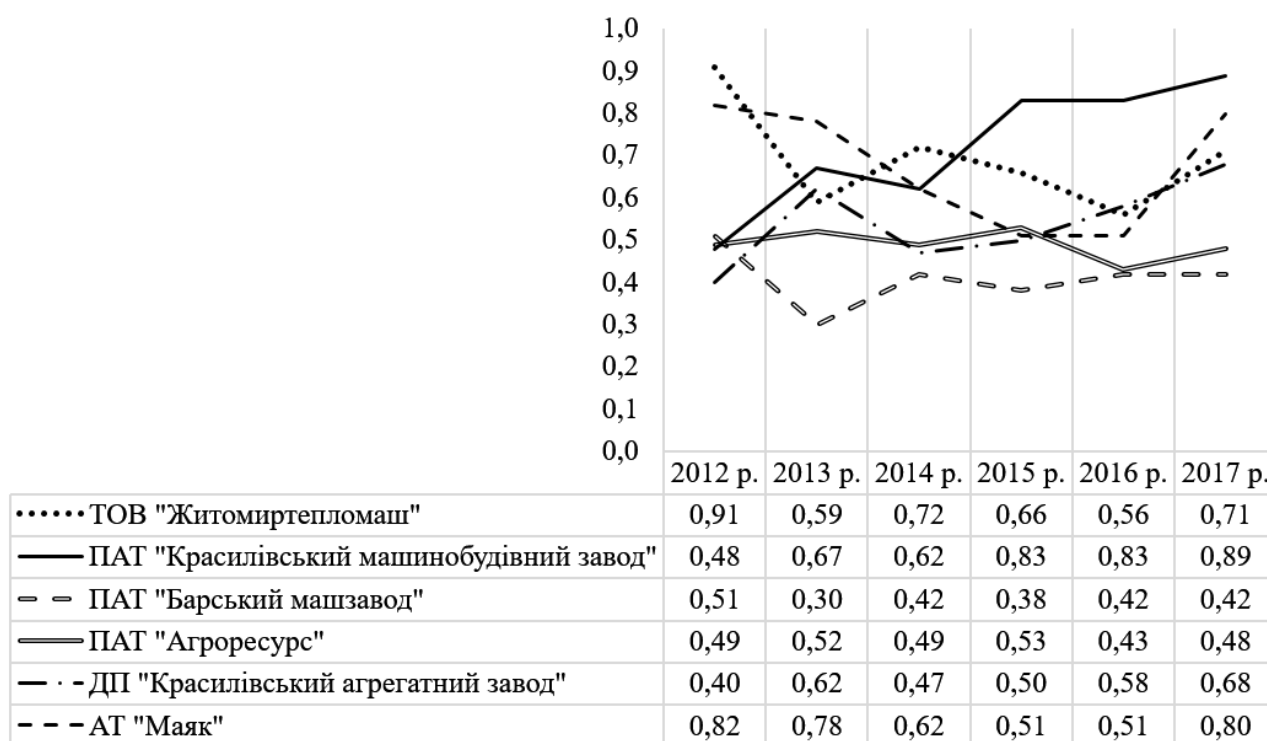 1,0
0,9
0,8
0,7
0,6
0,5
0,4
0,3
0,2
0,1
0,0
2012 р. 2013 р. 2014 р. 2015 р. 2016 р. 2017 р.
ТОВ "Житомиртепломаш" 0,91 0,59 0,72 0,66 0,56 0,71
ПАТ "Красилівський машинобудівний завод" 0,48 0,67 0,62 0,83 0,83 0,89
ПАТ "Барський машзавод" 0,51 0,30 0,42 0,38 0,42 0,42
ПАТ "Агроресурс" 0,49 0,52 0,49 0,53 0,43 0,48
ДП "Красилівський агрегатний завод" 0,40 0,62 0,47 0,50 0,58 0,68
АТ "Маяк" 0,82 0,78 0,62 0,51 0,51 0,80